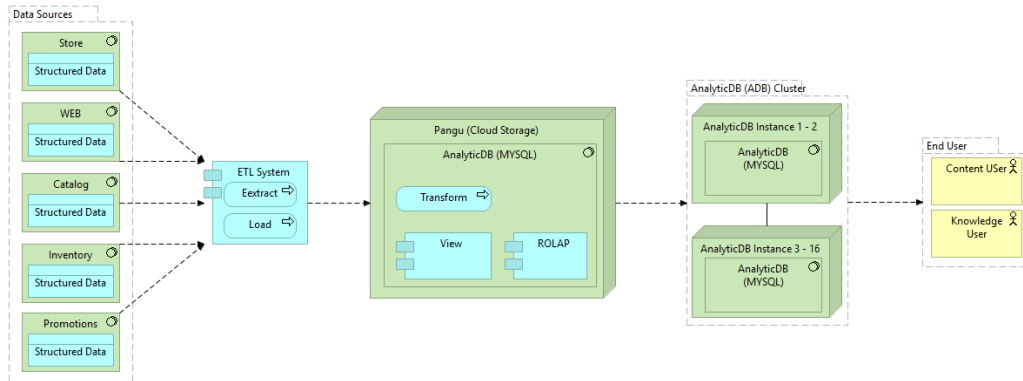 Data Sources
Store
Structured Data
WEB
Structured Data
Catalog
Structured Data
Inventory
Structured Data
Promotions
Structured Data
ETL System
Eextract
Load
Pangu (Cloud Storage)
AnalyticDB (MYSQL)
Transform
View
ROLAP
AnalyticDB (ADB) Cluster
AnalyticDB Instance 1 - 2
AnalyticDB
(MYSQL)
AnalyticDB Instance 3 - 16
AnalyticDB
(MYSQL)
End User
Content USer
Knowledge
User